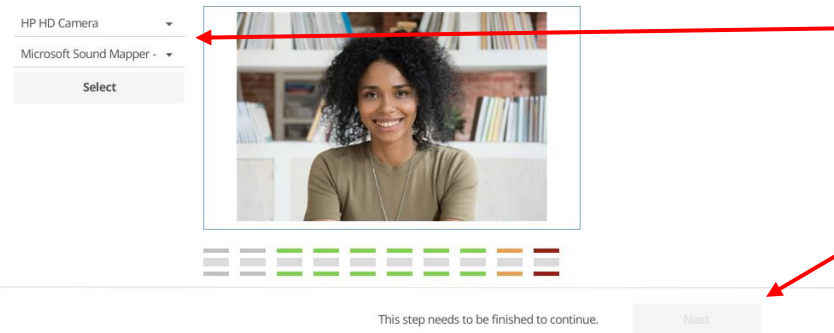 HP HD Camera
Microsoft Sound Mapper -
Select
This step needs to be finished to continue.
Next